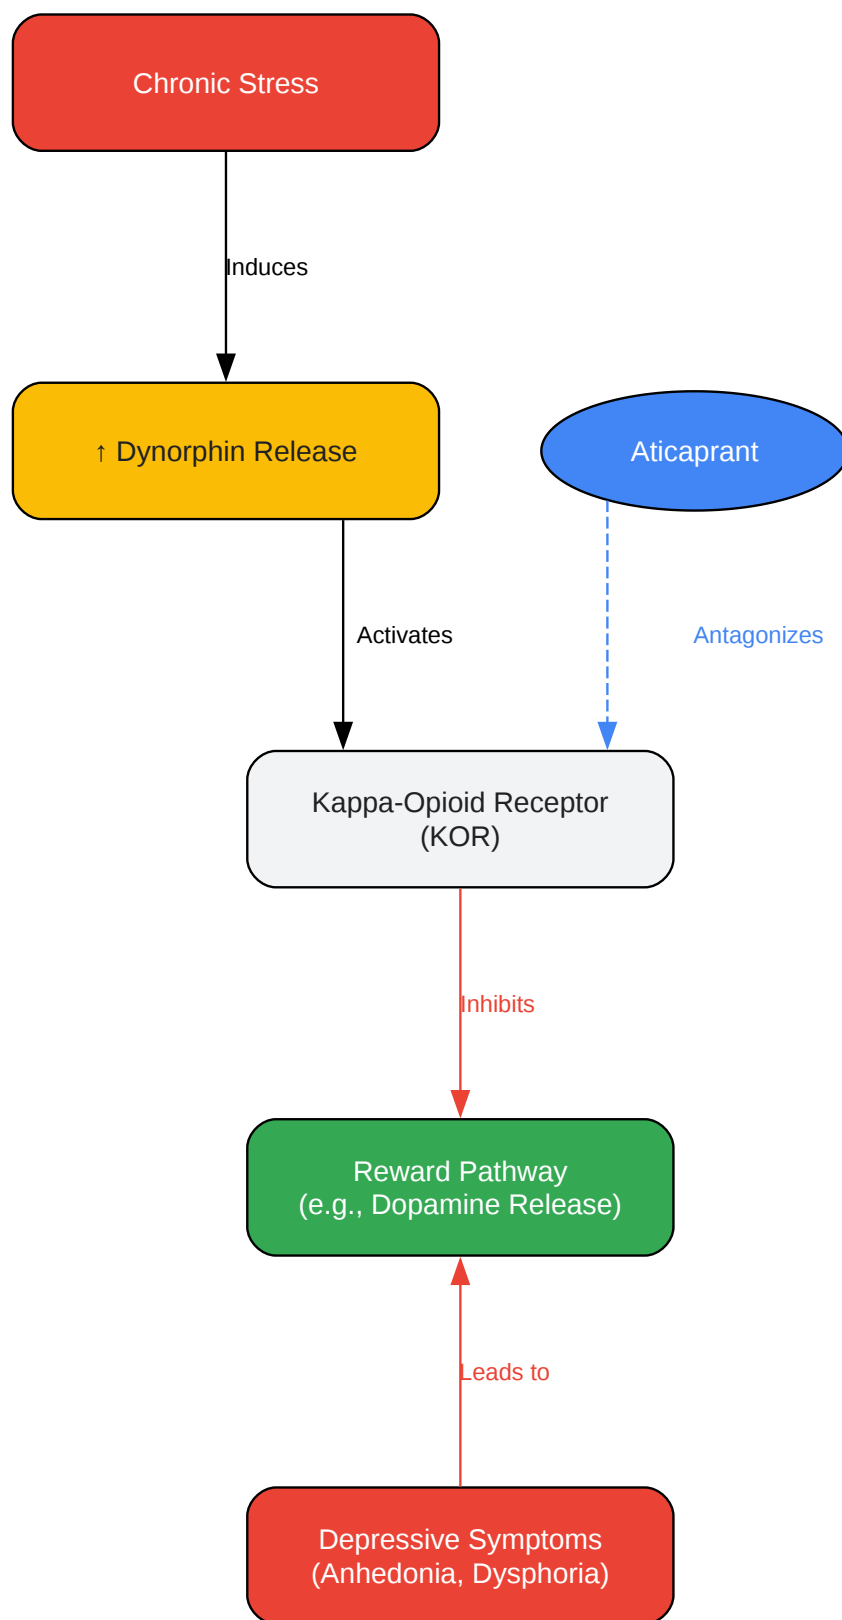 Chronic Stress
Induces
↑ Dynorphin Release
Aticaprant
Activates
Antagonizes
Kappa-Opioid Receptor
(KOR)
Inhibits
Reward Pathway
(e.g., Dopamine Release)
Leads to
Depressive Symptoms
(Anhedonia, Dysphoria)